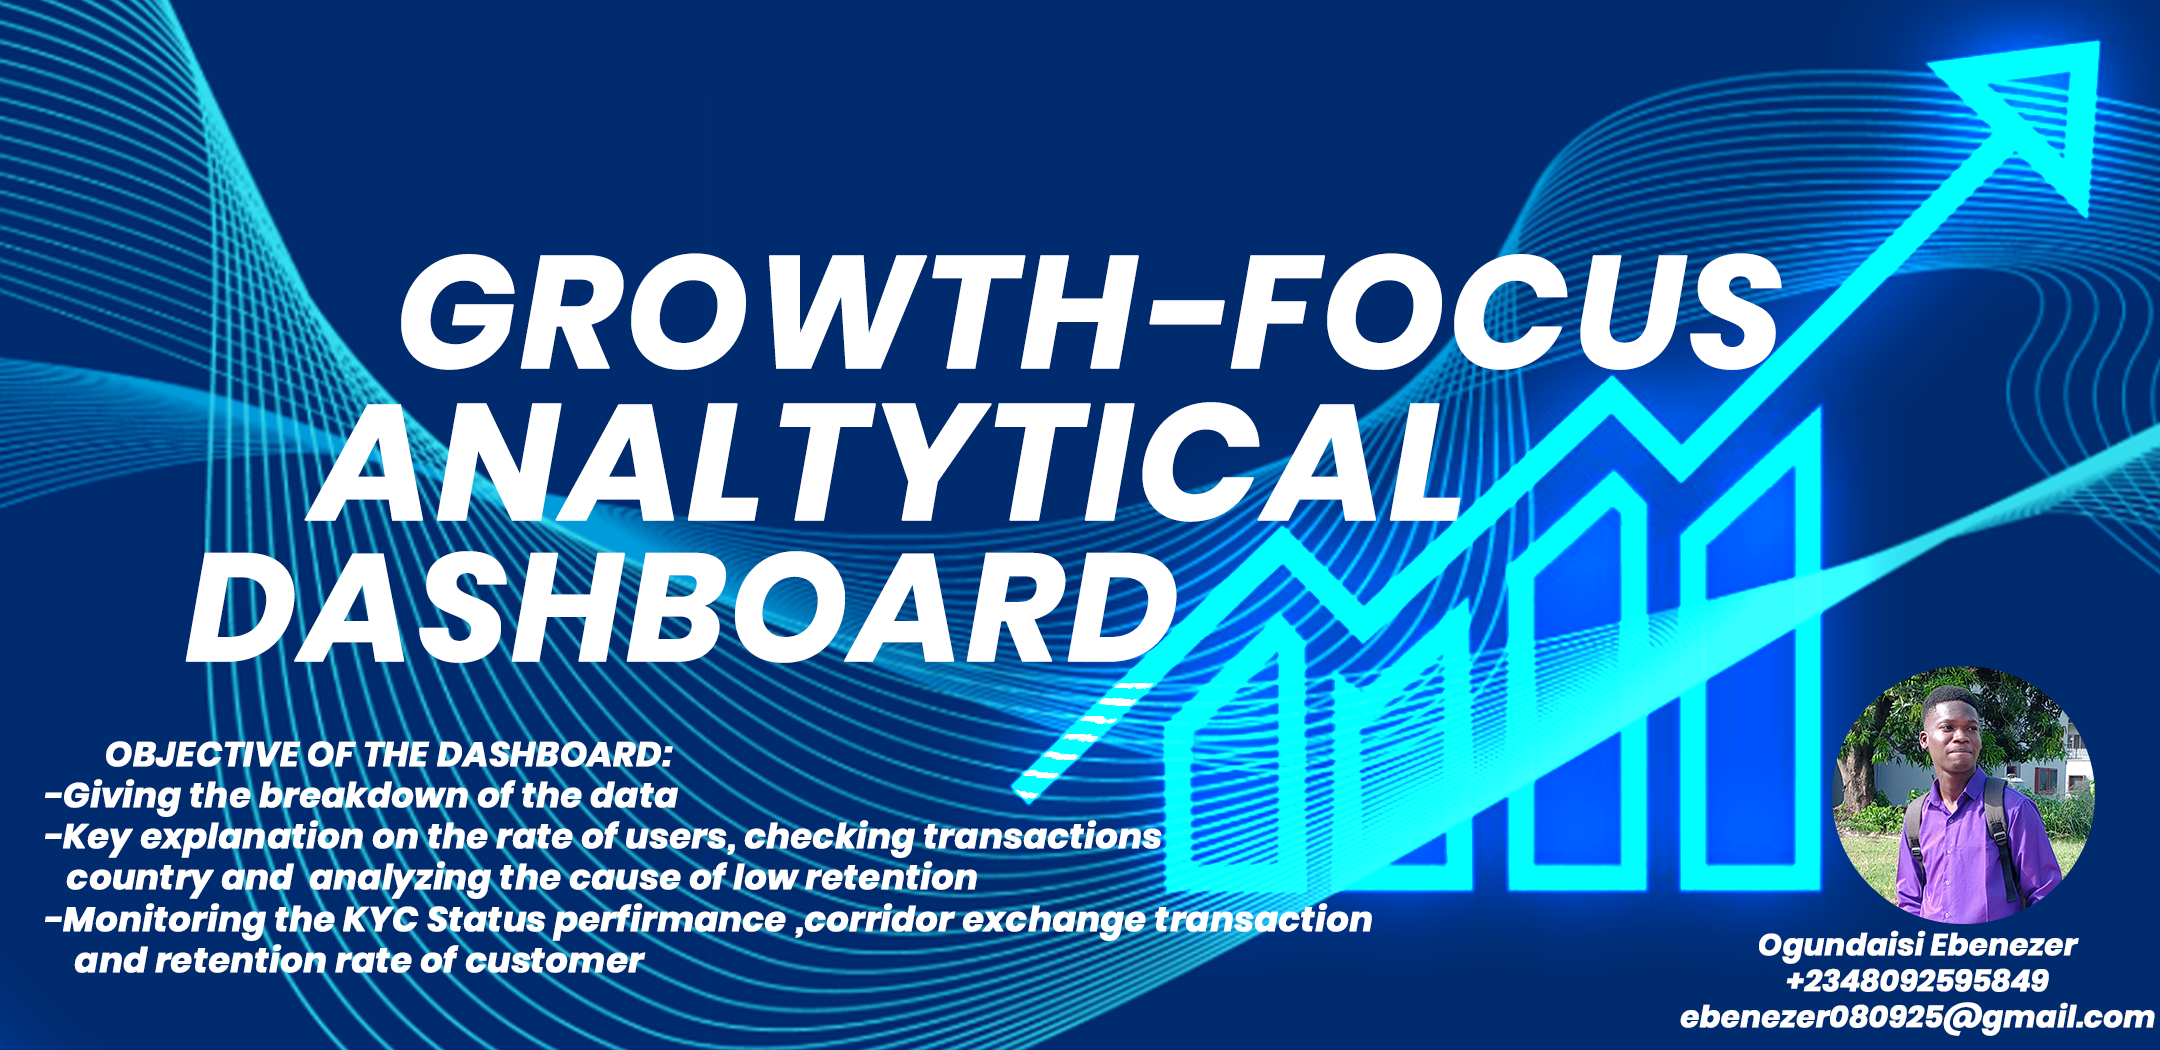 GROWTH-FOCUS
ANALTYTICAL
DASHBOARD
OBJECTIVE OF THE DASHBOARD:
-Giving the breakdown of the data
-Key explanation on the rate of users, checking transactions
country and analyzing the cause of low retention
-Monitoring the KYC Status perfirmance ,corridor exchange transaction
and retention rate of customer
Ogundaisi Ebenezer
+2348092595849
ebenezer080925@gmail.com